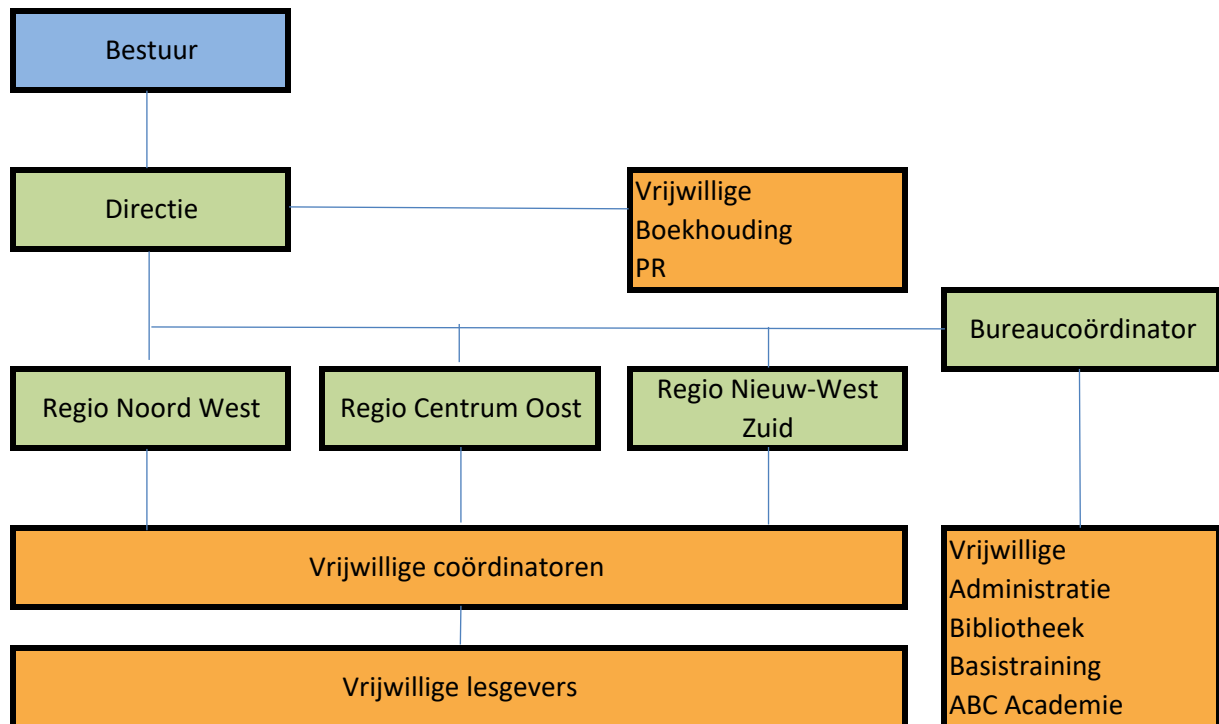 Bestuur
Directie
Vrijwillige
Boekhouding
PR
Bureaucoördinator
Regio Noord West
Regio Centrum Oost
Regio Nieuw-West
Zuid
Vrijwillige coördinatoren
Vrijwillige
Administratie
Bibliotheek
Basistraining
ABC Academie
Vrijwillige lesgevers